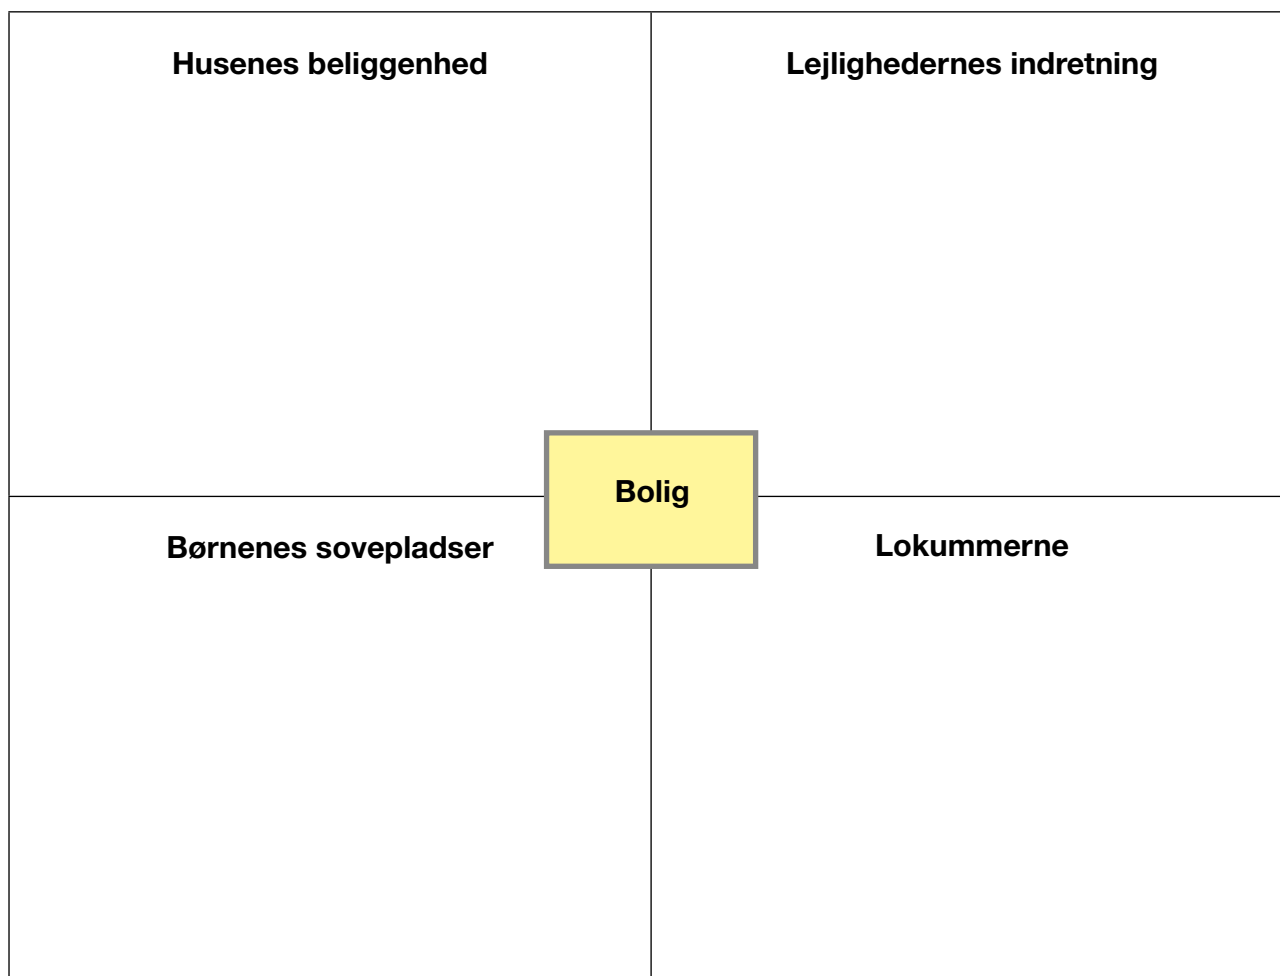 Husenes beliggenhed
Lejlighedernes indretning
Bolig
Børnenes sovepladser
Lokummerne